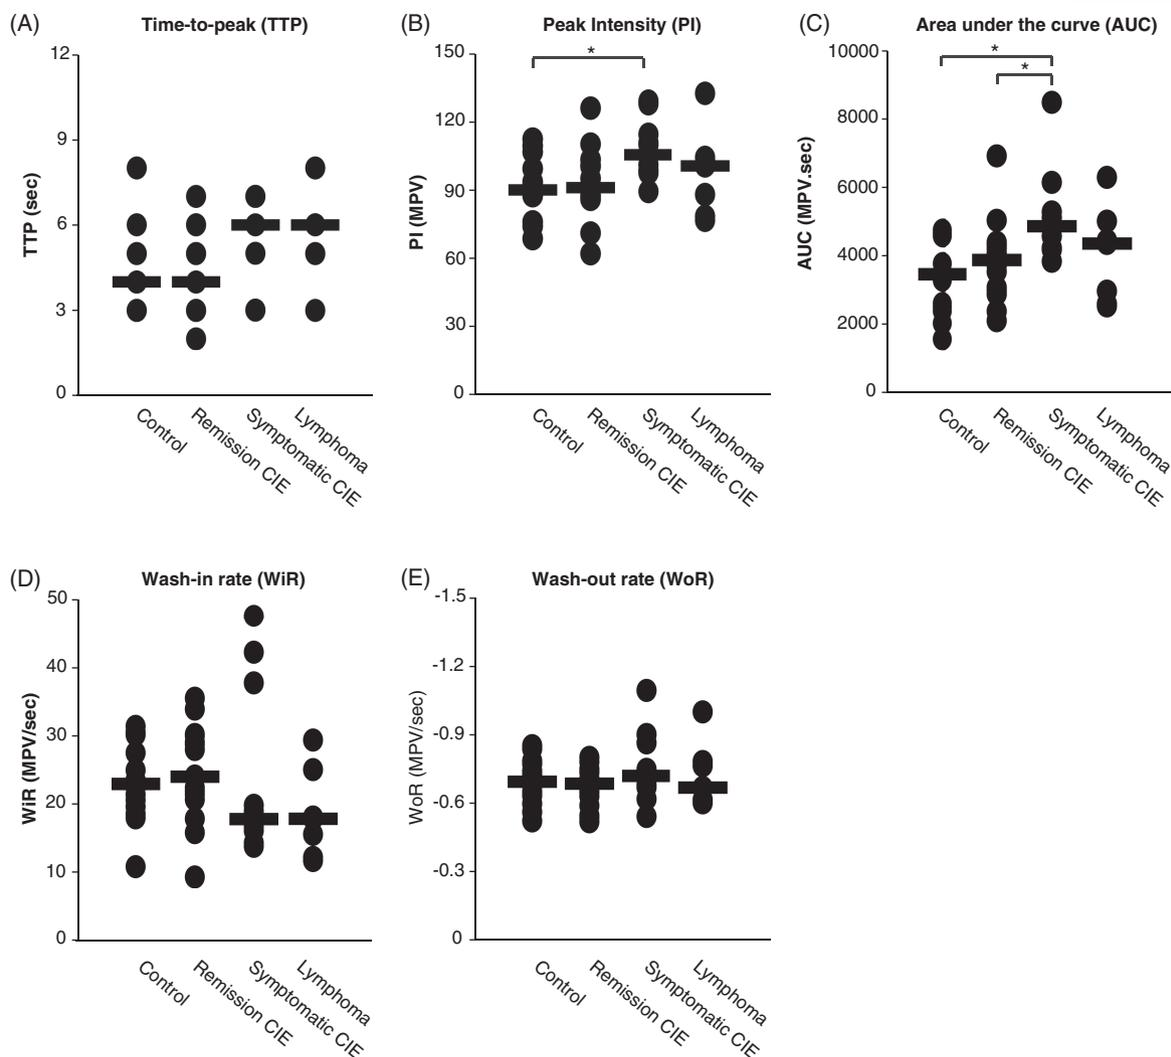 (A) Time-to-peak (TTP)
TTP (sec)
12
9
6
3
0
Control
Remission CIE
Symptomatic CIE
Lymphoma
(B) Peak Intensity (PI)
PI (MPV)
150
120
90
60
30
0
*
Control
Remission CIE
Symptomatic CIE
Lymphoma
(C) Area under the curve (AUC)
AUC (MPV.sec)
10000
8000
6000
4000
2000
0
*
*
Control
Remission CIE
Symptomatic CIE
Lymphoma
(D) Wash-in rate (WiR)
WiR (MPV/sec)
50
40
30
20
10
0
Control
Remission CIE
Symptomatic CIE
Lymphoma
(E) Wash-out rate (WoR)
WoR (MPV/sec)
-1.5
-1.2
-0.9
-0.6
-0.3
0
Control
Remission CIE
Symptomatic CIE
Lymphoma